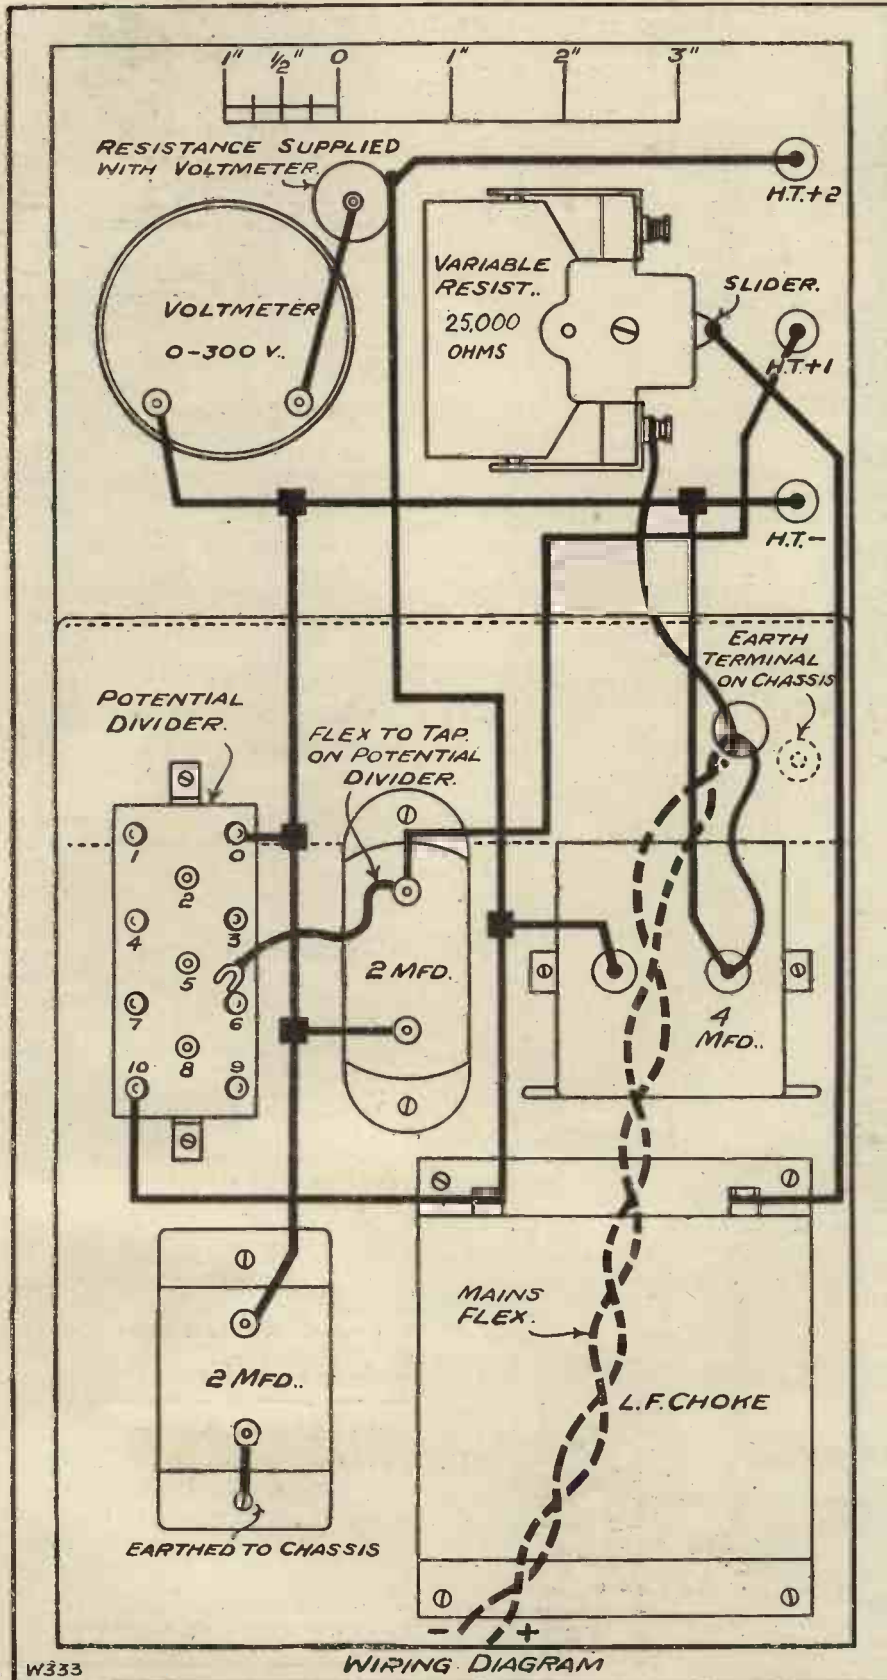 1" 1/2" 0 1" 2" 3"
RESISTANCE SUPPLIED
WITH VOLTMETER.
H.T.+2
VARIABLE
RESIST..
25,000
OHMS
SLIDER.
VOLTMETER
0-300 V..
H.T.+1
H.T.-
EARTH
TERMINAL
ON CHASSIS
POTENTIAL
DIVIDER.
FLEX TO TAP.
ON POTENTIAL
DIVIDER.
1 0
2
4 3
5
7 6
8
10 9
2 MFD.
4
MFD..
MAINS
FLEX.
2 MFD..
L.F. CHOKE
EARTHED TO CHASSIS
- +
W333
WIRING DIAGRAM